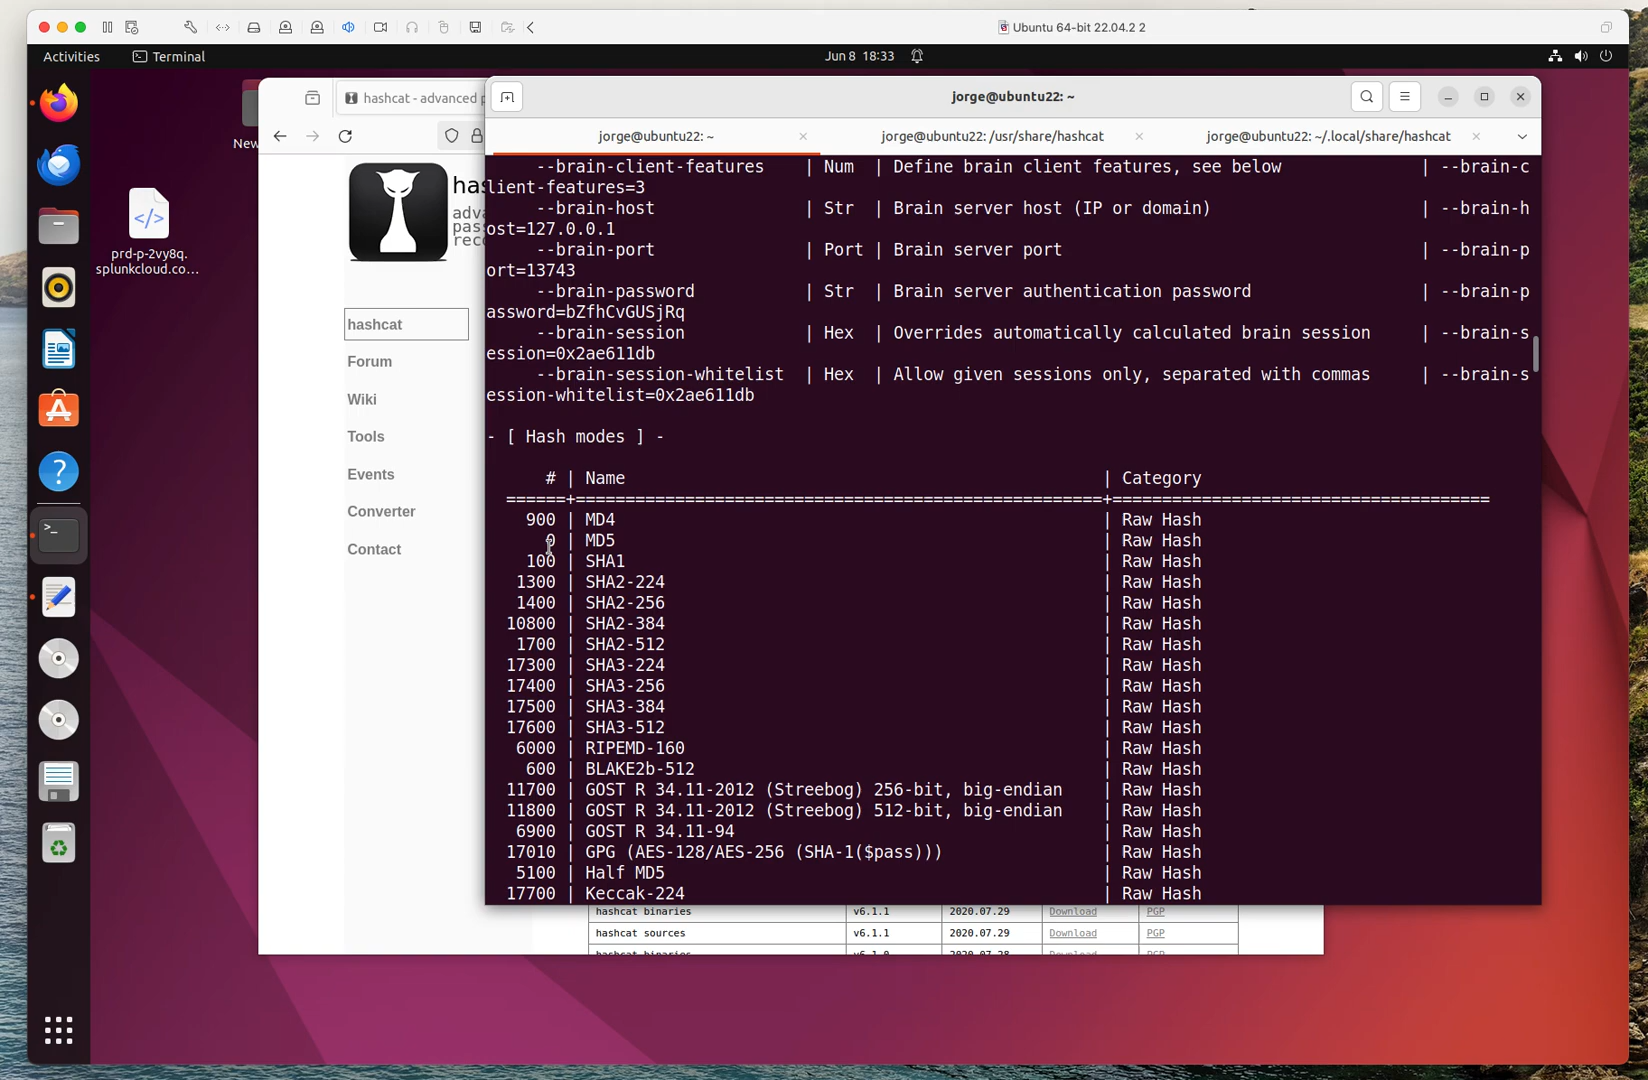 Ubuntu 64-bit 22.04.2 2
Activities
Terminal
Jun 8 18:33
New
prd-p-2vy8q.
splunkcloud.co...
hashcat - advanced p
has
adva
pass
reco
hashcat
Forum
Wiki
Tools
Events
Converter
Contact
jorge@ubuntu22: ~
jorge@ubuntu22: ~
jorge@ubuntu22: /usr/share/hashcat
jorge@ubuntu22: ~/.local/share/hashcat
--brain-client-features | Num | Define brain client features, see below | --brain-c
lient-features=3
--brain-host | Str | Brain server host (IP or domain) | --brain-h
ost=127.0.0.1
--brain-port | Port | Brain server port | --brain-p
ort=13743
--brain-password | Str | Brain server authentication password | --brain-p
assword=bZfhCvGUSjRq
--brain-session | Hex | Overrides automatically calculated brain session | --brain-s
ession=0x2ae611db
--brain-session-whitelist | Hex | Allow given sessions only, separated with commas | --brain-s
ession-whitelist=0x2ae611db
- [ Hash modes ] -
# | Name | Category
======+=====================================================+======================================
900 | MD4 | Raw Hash
0 | MD5 | Raw Hash
100 | SHA1 | Raw Hash
1300 | SHA2-224 | Raw Hash
1400 | SHA2-256 | Raw Hash
10800 | SHA2-384 | Raw Hash
1700 | SHA2-512 | Raw Hash
17300 | SHA3-224 | Raw Hash
17400 | SHA3-256 | Raw Hash
17500 | SHA3-384 | Raw Hash
17600 | SHA3-512 | Raw Hash
6000 | RIPEMD-160 | Raw Hash
600 | BLAKE2b-512 | Raw Hash
11700 | GOST R 34.11-2012 (Streebog) 256-bit, big-endian | Raw Hash
11800 | GOST R 34.11-2012 (Streebog) 512-bit, big-endian | Raw Hash
6900 | GOST R 34.11-94 | Raw Hash
17010 | GPG (AES-128/AES-256 (SHA-1($pass))) | Raw Hash
5100 | Half MD5 | Raw Hash
17700 | Keccak-224 | Raw Hash
hashcat binaries v6.1.1 2020.07.29 Download PGP
hashcat sources v6.1.1 2020.07.29 Download PGP
hashcat binaries v6.1.0 2020.07.28 Download PGP